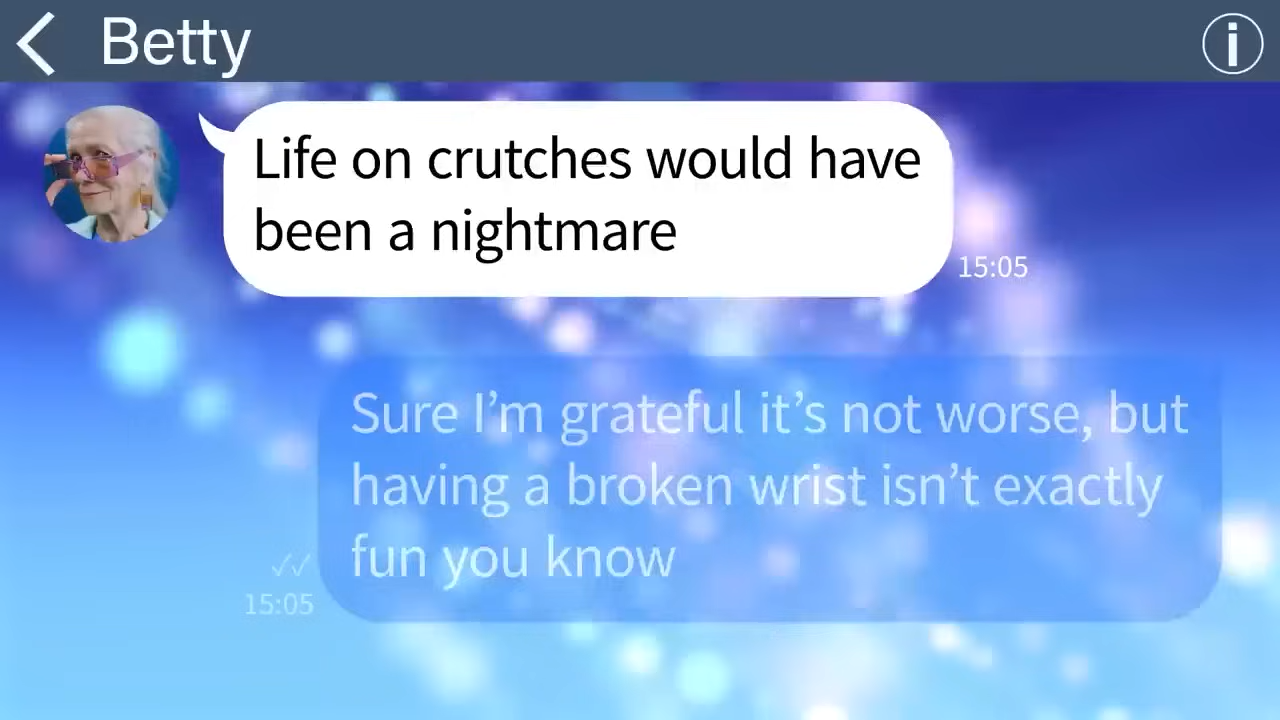 Betty
Life on crutches would have
been a nightmare
15:05
Sure I’m grateful it’s not worse, but
having a broken wrist isn’t exactly
fun you know
15:05